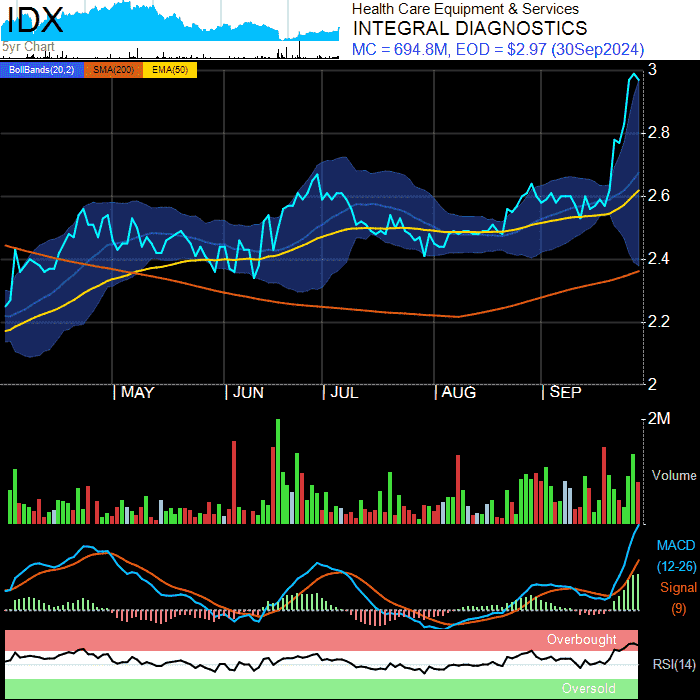 IDX
Health Care Equipment & Services
INTEGRAL DIAGNOSTICS
5yr Chart
MC = 694.8M, EOD = $2.97 (30Sep2024)
BollBands(20,2) SMA(200) EMA(50)
3
2.8
2.6
2.4
2.2
2
MAY JUN JUL AUG SEP
2M
Volume
MACD
(12-26)
Signal
(9)
Overbought
RSI(14)
Oversold